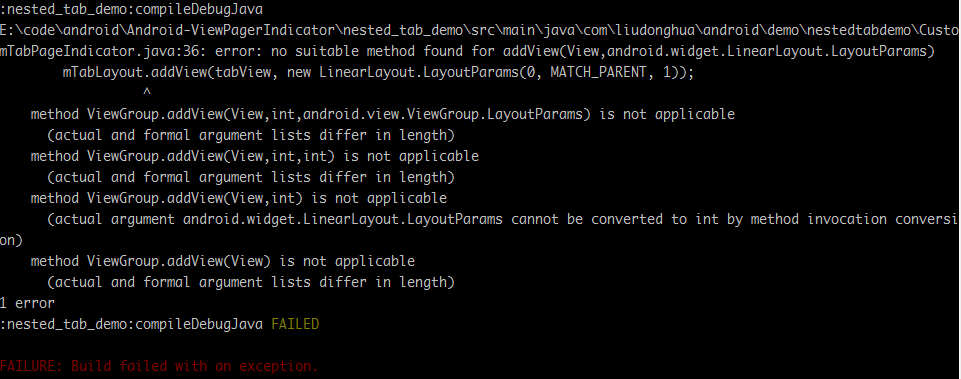 :nested_tab_demo:compileDebugJava
E:\code\android\Android-ViewPagerIndicator\nested_tab_demo\src\main\java\com\liudonghua\android\demo\nestedtabdemo\Custo
mTabPageIndicator.java:36: error: no suitable method found for addView(View,android.widget.LinearLayout.LayoutParams)
        mTabLayout.addView(tabView, new LinearLayout.LayoutParams(0, MATCH_PARENT, 1));
                  ^
    method ViewGroup.addView(View,int,android.view.ViewGroup.LayoutParams) is not applicable
      (actual and formal argument lists differ in length)
    method ViewGroup.addView(View,int,int) is not applicable
      (actual and formal argument lists differ in length)
    method ViewGroup.addView(View,int) is not applicable
      (actual argument android.widget.LinearLayout.LayoutParams cannot be converted to int by method invocation conversi
on)
    method ViewGroup.addView(View) is not applicable
      (actual and formal argument lists differ in length)
1 error
:nested_tab_demo:compileDebugJava FAILED
FAILURE: Build failed with an exception.